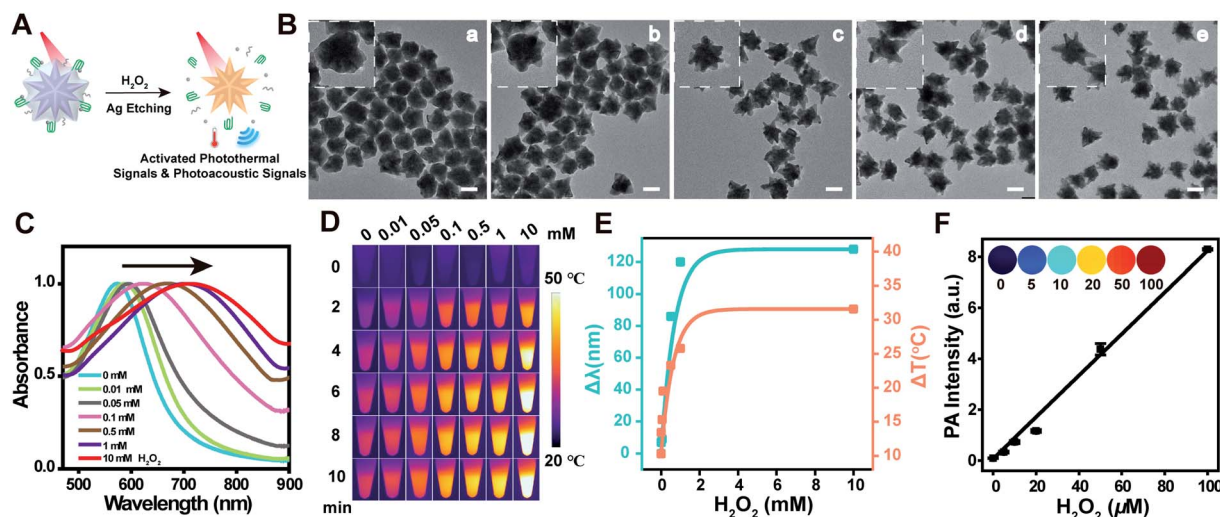 A
H₂O₂
Ag Etching
Activated Photothermal
Signals & Photoacoustic Signals
B
a
b
c
d
e
C
Absorbance
1.0
0.5
0.0
0 mM
0.01 mM
0.05 mM
0.1 mM
0.5 mM
1 mM
10 mM H₂O₂
500 600 700 800 900
Wavelength (nm)
D
0 0.01 0.05 0.1 0.5 1 10 mM
0
2
4
6
8
10
min
50 ℃
20 ℃
E
Δλ(nm)
120
100
80
60
40
20
0
0 2 4 6 8 10
H₂O₂ (mM)
40
35
30
25
20
15
10
ΔT(℃)
F
PA Intensity (a.u.)
8
4
0
0 5 10 20 50 100
0 20 40 60 80 100
H₂O₂ (µM)